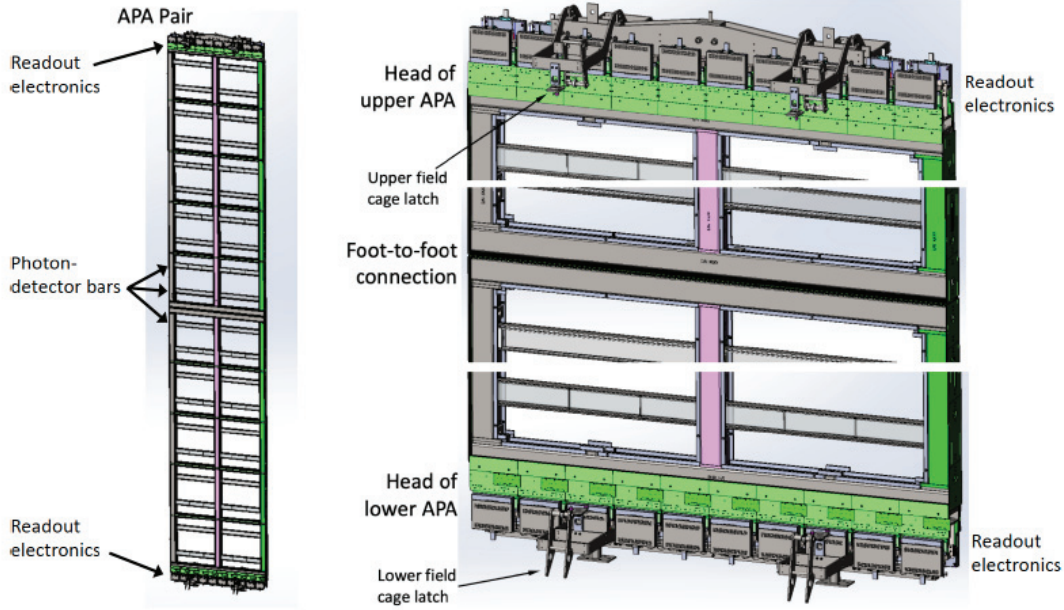 APA Pair
Readout
electronics
Photon-
detector bars
Readout
electronics
Head of
upper APA
Readout
electronics
Upper field
cage latch
Foot-to-foot
connection
Head of
lower APA
Readout
electronics
Lower field
cage latch